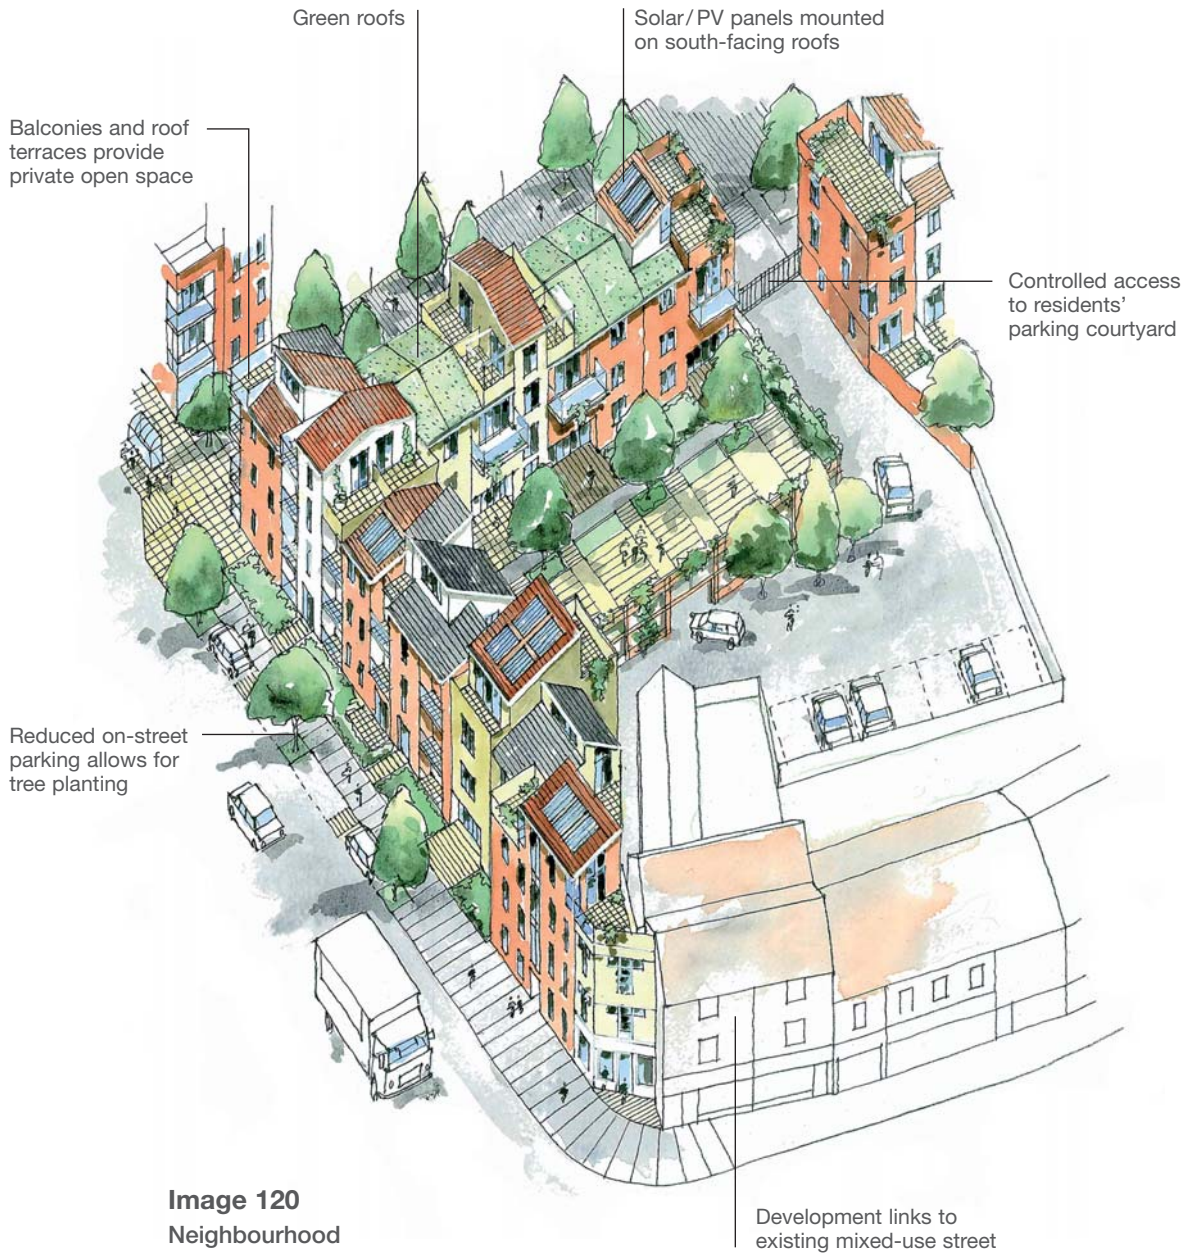 Green roofs
Solar/PV panels mounted
on south-facing roofs
Balconies and roof
terraces provide
private open space
Controlled access
to residents’
parking courtyard
Reduced on-street
parking allows for
tree planting
Image 120
Neighbourhood
Development links to
existing mixed-use street